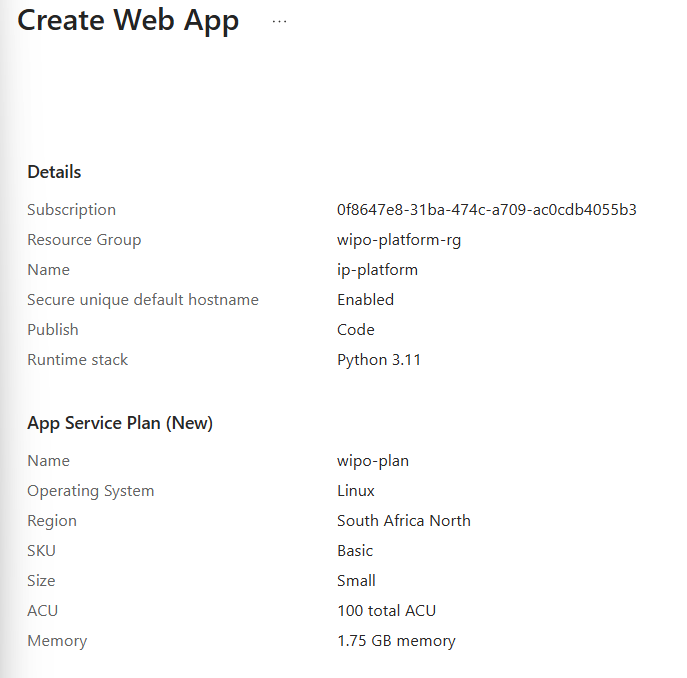 Create Web App ...
Details
Subscription 0f8647e8-31ba-474c-a709-ac0cdb4055b3
Resource Group wipo-platform-rg
Name ip-platform
Secure unique default hostname Enabled
Publish Code
Runtime stack Python 3.11
App Service Plan (New)
Name wipo-plan
Operating System Linux
Region South Africa North
SKU Basic
Size Small
ACU 100 total ACU
Memory 1.75 GB memory